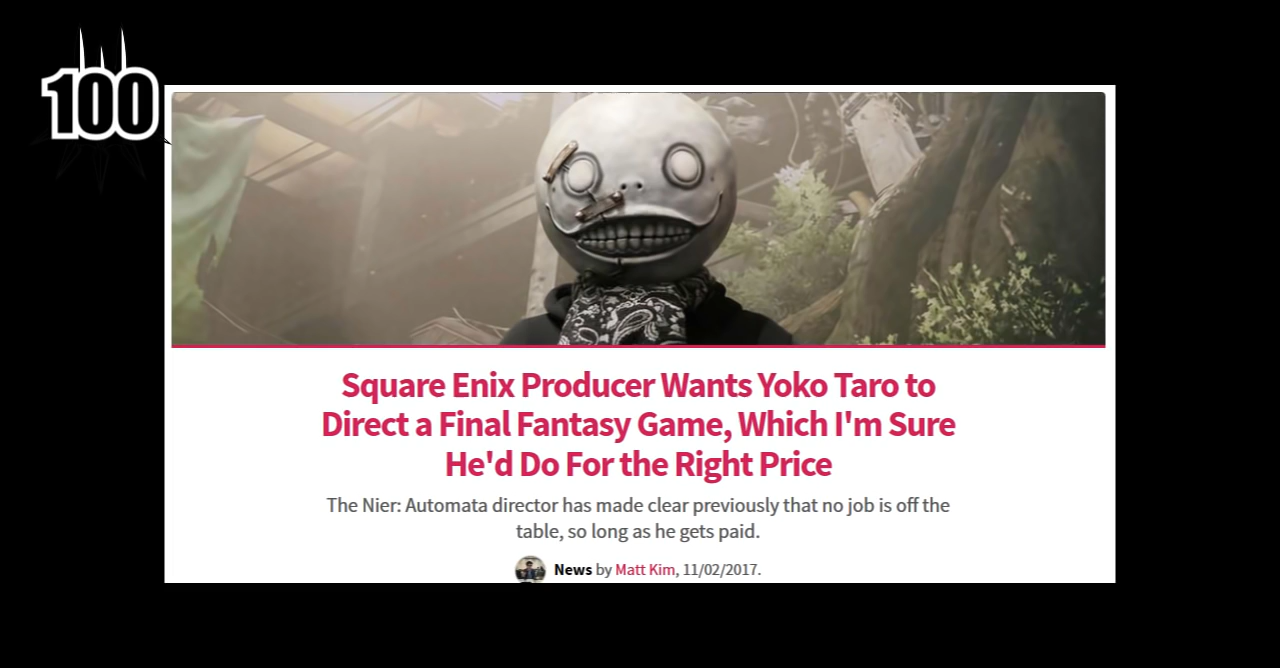 100
Square Enix Producer Wants Yoko Taro to
Direct a Final Fantasy Game, Which I'm Sure
He'd Do For the Right Price
The Nier: Automata director has made clear previously that no job is off the
table, so long as he gets paid.
News by Matt Kim, 11/02/2017.